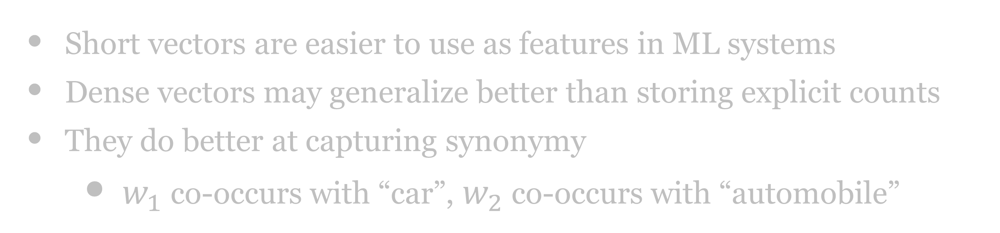 • Short vectors are easier to use as features in ML systems
• Dense vectors may generalize better than storing explicit counts
• They do better at capturing synonymy
• w₁ co-occurs with “car”, w₂ co-occurs with “automobile”